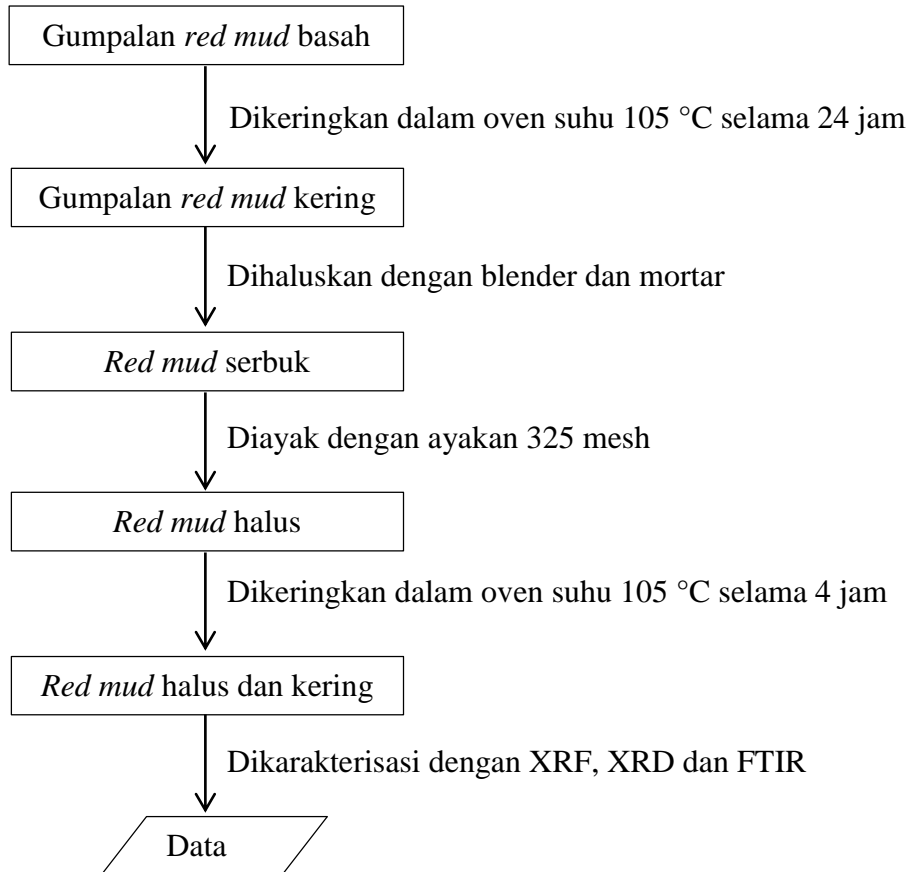 Gumpalan red mud basah
Dikeringkan dalam oven suhu 105 °C selama 24 jam
Gumpalan red mud kering
Dihaluskan dengan blender dan mortar
Red mud serbuk
Diayak dengan ayakan 325 mesh
Red mud halus
Dikeringkan dalam oven suhu 105 °C selama 4 jam
Red mud halus dan kering
Dikarakterisasi dengan XRF, XRD dan FTIR
Data